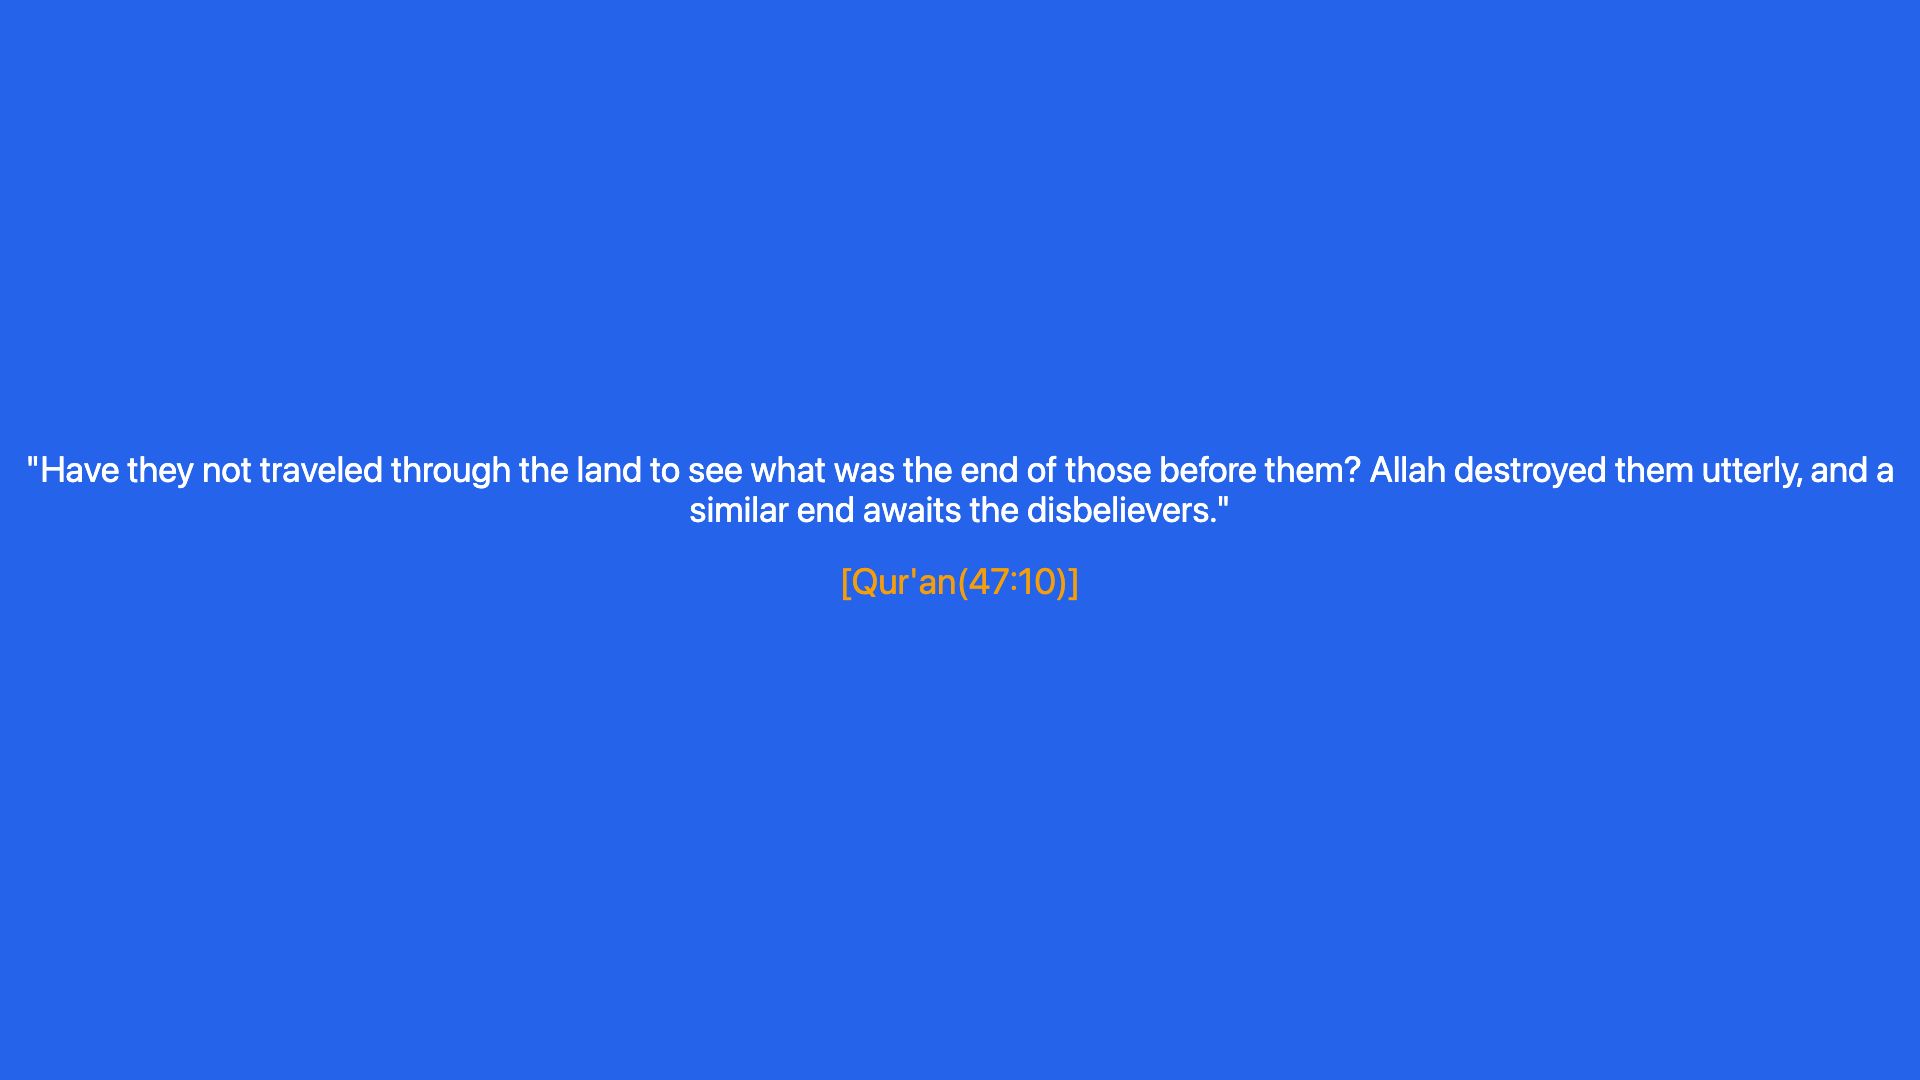 "Have they not traveled through the land to see what was the end of those before them? Allah destroyed them utterly, and a
similar end awaits the disbelievers."
[Qur'an(47:10)]